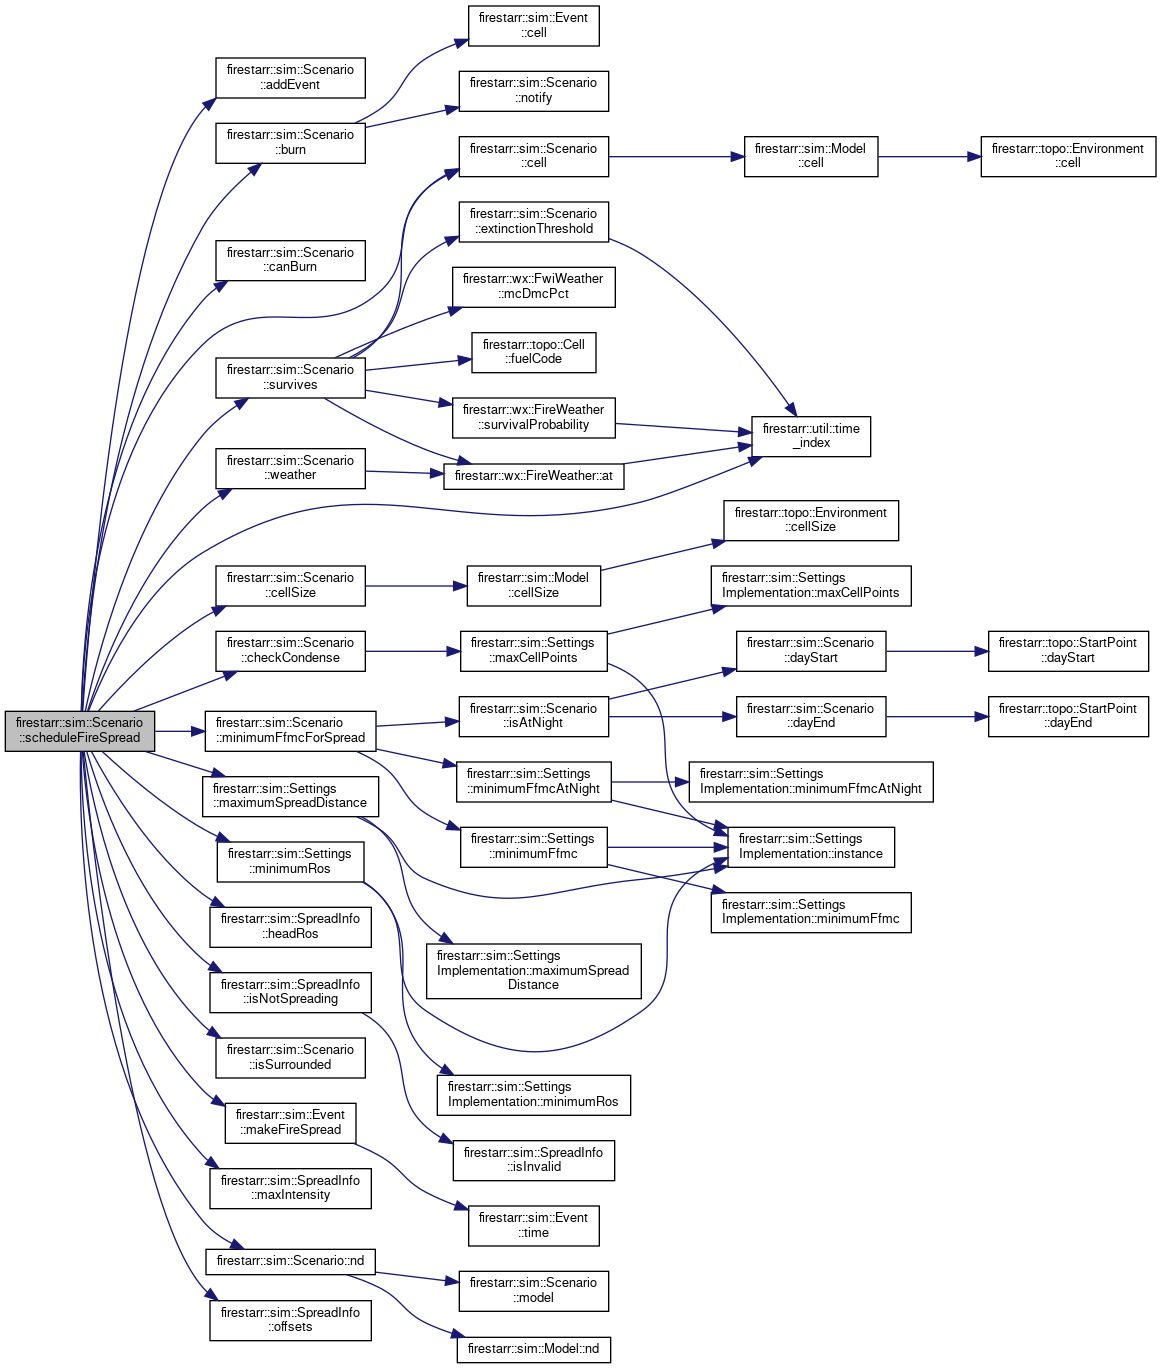 firestarr::sim::Event
::cell
firestarr::sim::Scenario
::addEvent
firestarr::sim::Scenario
::notify
firestarr::sim::Scenario
::burn
firestarr::sim::Scenario
::cell
firestarr::sim::Model
::cell
firestarr::topo::Environment
::cell
firestarr::sim::Scenario
::extinctionThreshold
firestarr::sim::Scenario
::canBurn
firestarr::wx::FwiWeather
::mcDmcPct
firestarr::topo::Cell
::fuelCode
firestarr::sim::Scenario
::survives
firestarr::wx::FireWeather
::survivalProbability
firestarr::util::time
_index
firestarr::sim::Scenario
::weather
firestarr::wx::FireWeather::at
firestarr::topo::Environment
::cellSize
firestarr::sim::Scenario
::cellSize
firestarr::sim::Model
::cellSize
firestarr::sim::Settings
Implementation::maxCellPoints
firestarr::sim::Scenario
::checkCondense
firestarr::sim::Settings
::maxCellPoints
firestarr::sim::Scenario
::dayStart
firestarr::topo::StartPoint
::dayStart
firestarr::sim::Scenario
::scheduleFireSpread
firestarr::sim::Scenario
::minimumFfmcForSpread
firestarr::sim::Scenario
::isAtNight
firestarr::sim::Scenario
::dayEnd
firestarr::topo::StartPoint
::dayEnd
firestarr::sim::Settings
::maximumSpreadDistance
firestarr::sim::Settings
::minimumFfmcAtNight
firestarr::sim::Settings
Implementation::minimumFfmcAtNight
firestarr::sim::Settings
::minimumRos
firestarr::sim::Settings
::minimumFfmc
firestarr::sim::Settings
Implementation::instance
firestarr::sim::SpreadInfo
::headRos
firestarr::sim::Settings
Implementation::minimumFfmc
firestarr::sim::Settings
Implementation::maximumSpread
Distance
firestarr::sim::SpreadInfo
::isNotSpreading
firestarr::sim::Scenario
::isSurrounded
firestarr::sim::Settings
Implementation::minimumRos
firestarr::sim::Event
::makeFireSpread
firestarr::sim::SpreadInfo
::isInvalid
firestarr::sim::SpreadInfo
::maxIntensity
firestarr::sim::Event
::time
firestarr::sim::Scenario::nd
firestarr::sim::Scenario
::model
firestarr::sim::SpreadInfo
::offsets
firestarr::sim::Model::nd